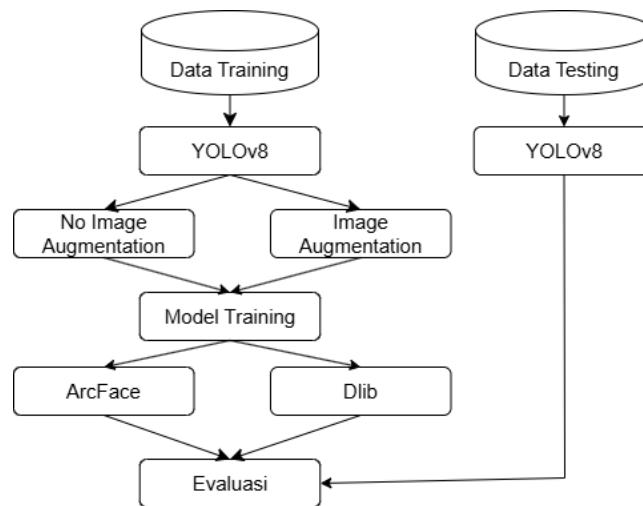 Data Training
Data Testing
YOLOv8
YOLOv8
No Image
Augmentation
Image
Augmentation
Model Training
ArcFace
Dlib
Evaluasi